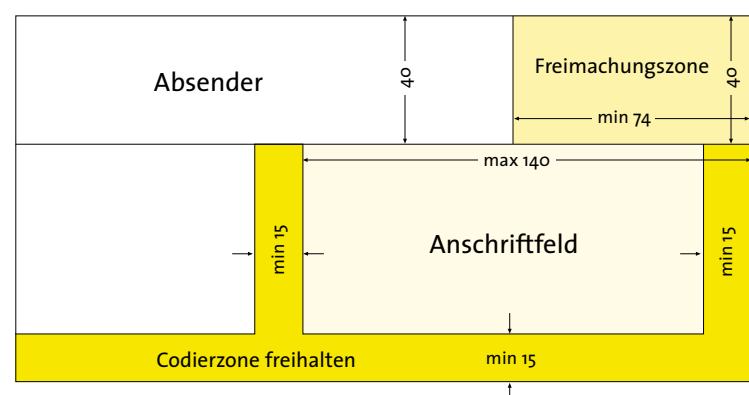 Absender
40
Freimachungszone
40
min 74
max 140
min 15
Anschriftfeld
min 15
Codierzone freihalten
min 15